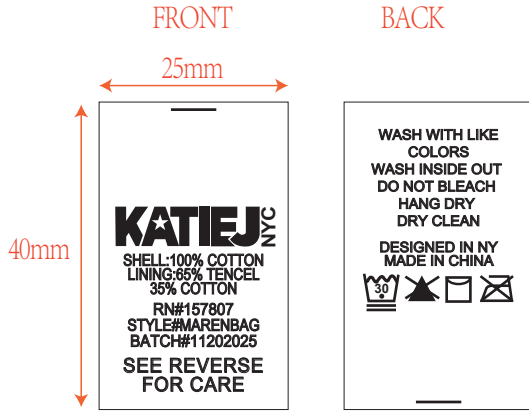 FRONT
BACK
25mm
40mm
KATIEJ NYC
SHELL:100% COTTON
LINING:65% TENCEL
35% COTTON
RN#157807
STYLE#MARENBAG
BATCH#11202025
SEE REVERSE
FOR CARE
WASH WITH LIKE
COLORS
WASH INSIDE OUT
DO NOT BLEACH
HANG DRY
DRY CLEAN
DESIGNED IN NY
MADE IN CHINA
30